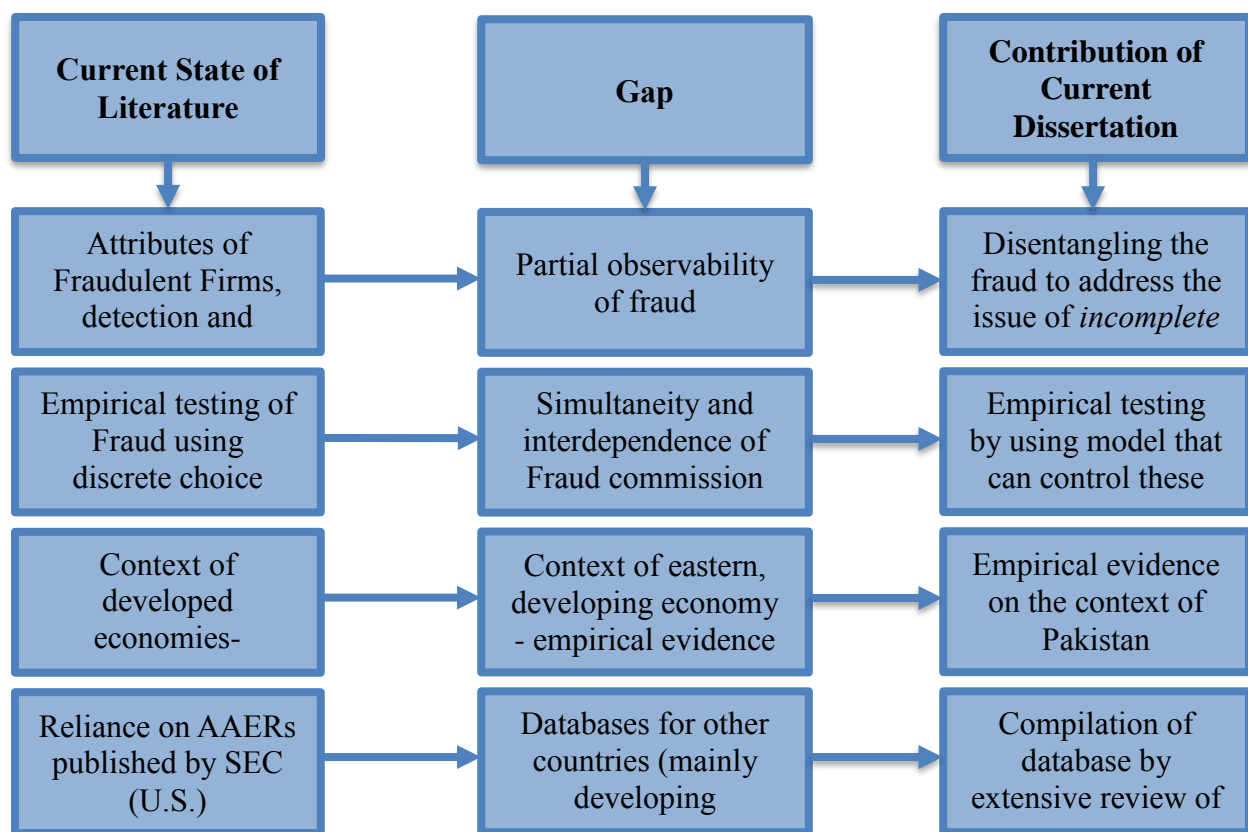 Current State of
Literature
Gap
Contribution of
Current
Dissertation
Attributes of
Fraudulent Firms,
detection and
Partial observability
of fraud
Disentangling the
fraud to address the
issue of incomplete
Empirical testing of
Fraud using
discrete choice
Simultaneity and
interdependence of
Fraud commission
Empirical testing
by using model that
can control these
Context of
developed
economies-
Context of eastern,
developing economy
- empirical evidence
Empirical evidence
on the context of
Pakistan
Reliance on AAERs
published by SEC
(U.S.)
Databases for other
countries (mainly
developing
Compilation of
database by
extensive review of